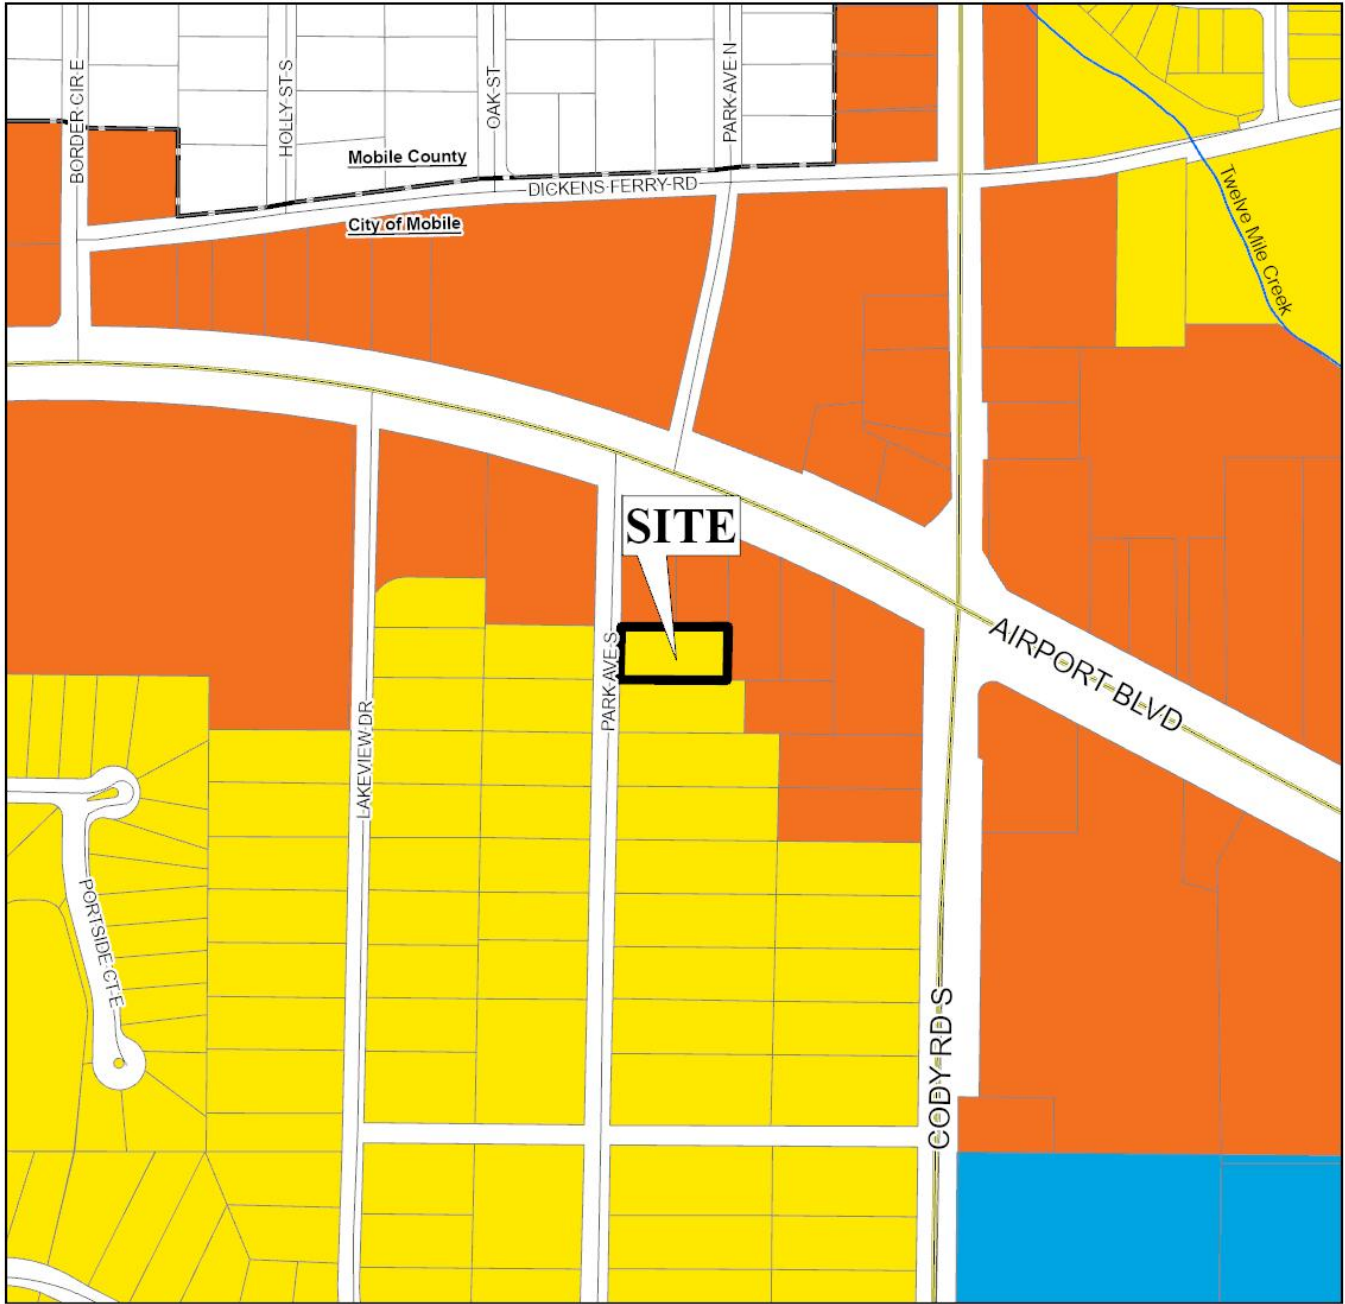 BORDER CIR E
HOLLY ST S
OAK ST
PARK AVE N
Mobile County
DICKENS FERRY RD
City of Mobile
Twelve Mile Creek
SITE
AIRPORT BLVD
PARK AVE S
LAKEVIEW DR
PORTSIDE CT E
CODY RD S